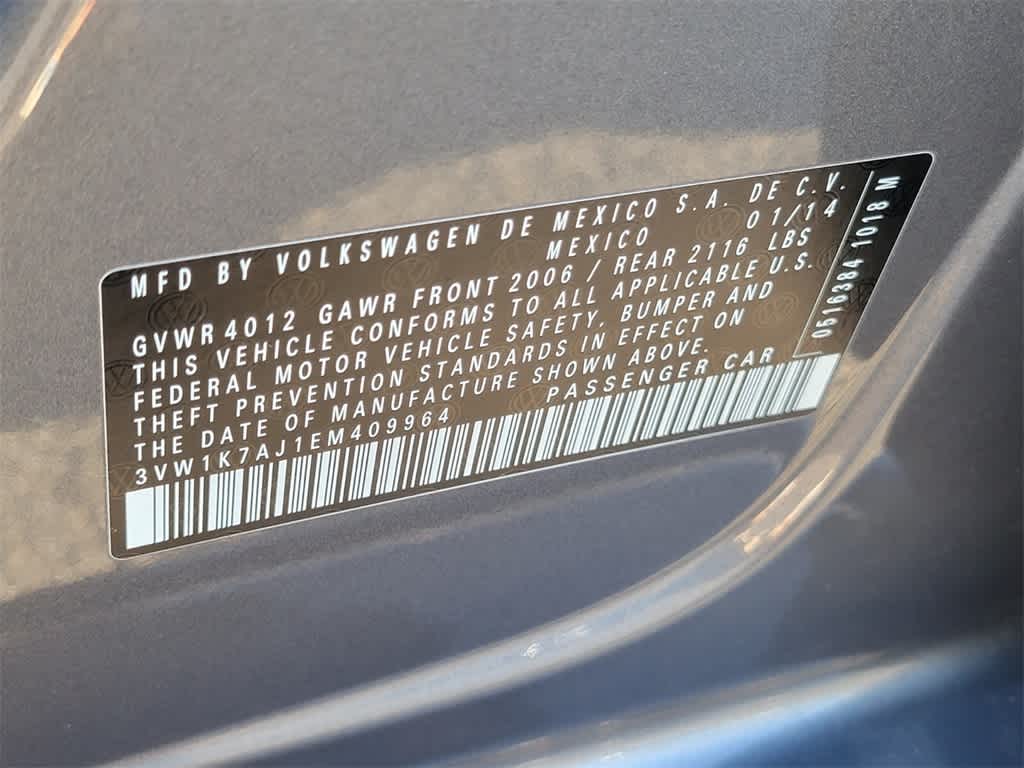 MFD BY VOLKSWAGEN DE MEXICO S.A. DE C.V.
MEXICO 01/14
GVWR 4012 GAWR FRONT 2006 / REAR 2116 LBS
THIS VEHICLE CONFORMS TO ALL APPLICABLE U.S.
FEDERAL MOTOR VEHICLE SAFETY, BUMPER AND
THEFT PREVENTION STANDARDS IN EFFECT ON
THE DATE OF MANUFACTURE SHOWN ABOVE.
3VW1K7AJ1EM409964 PASSENGER CAR
0516384 1018 M